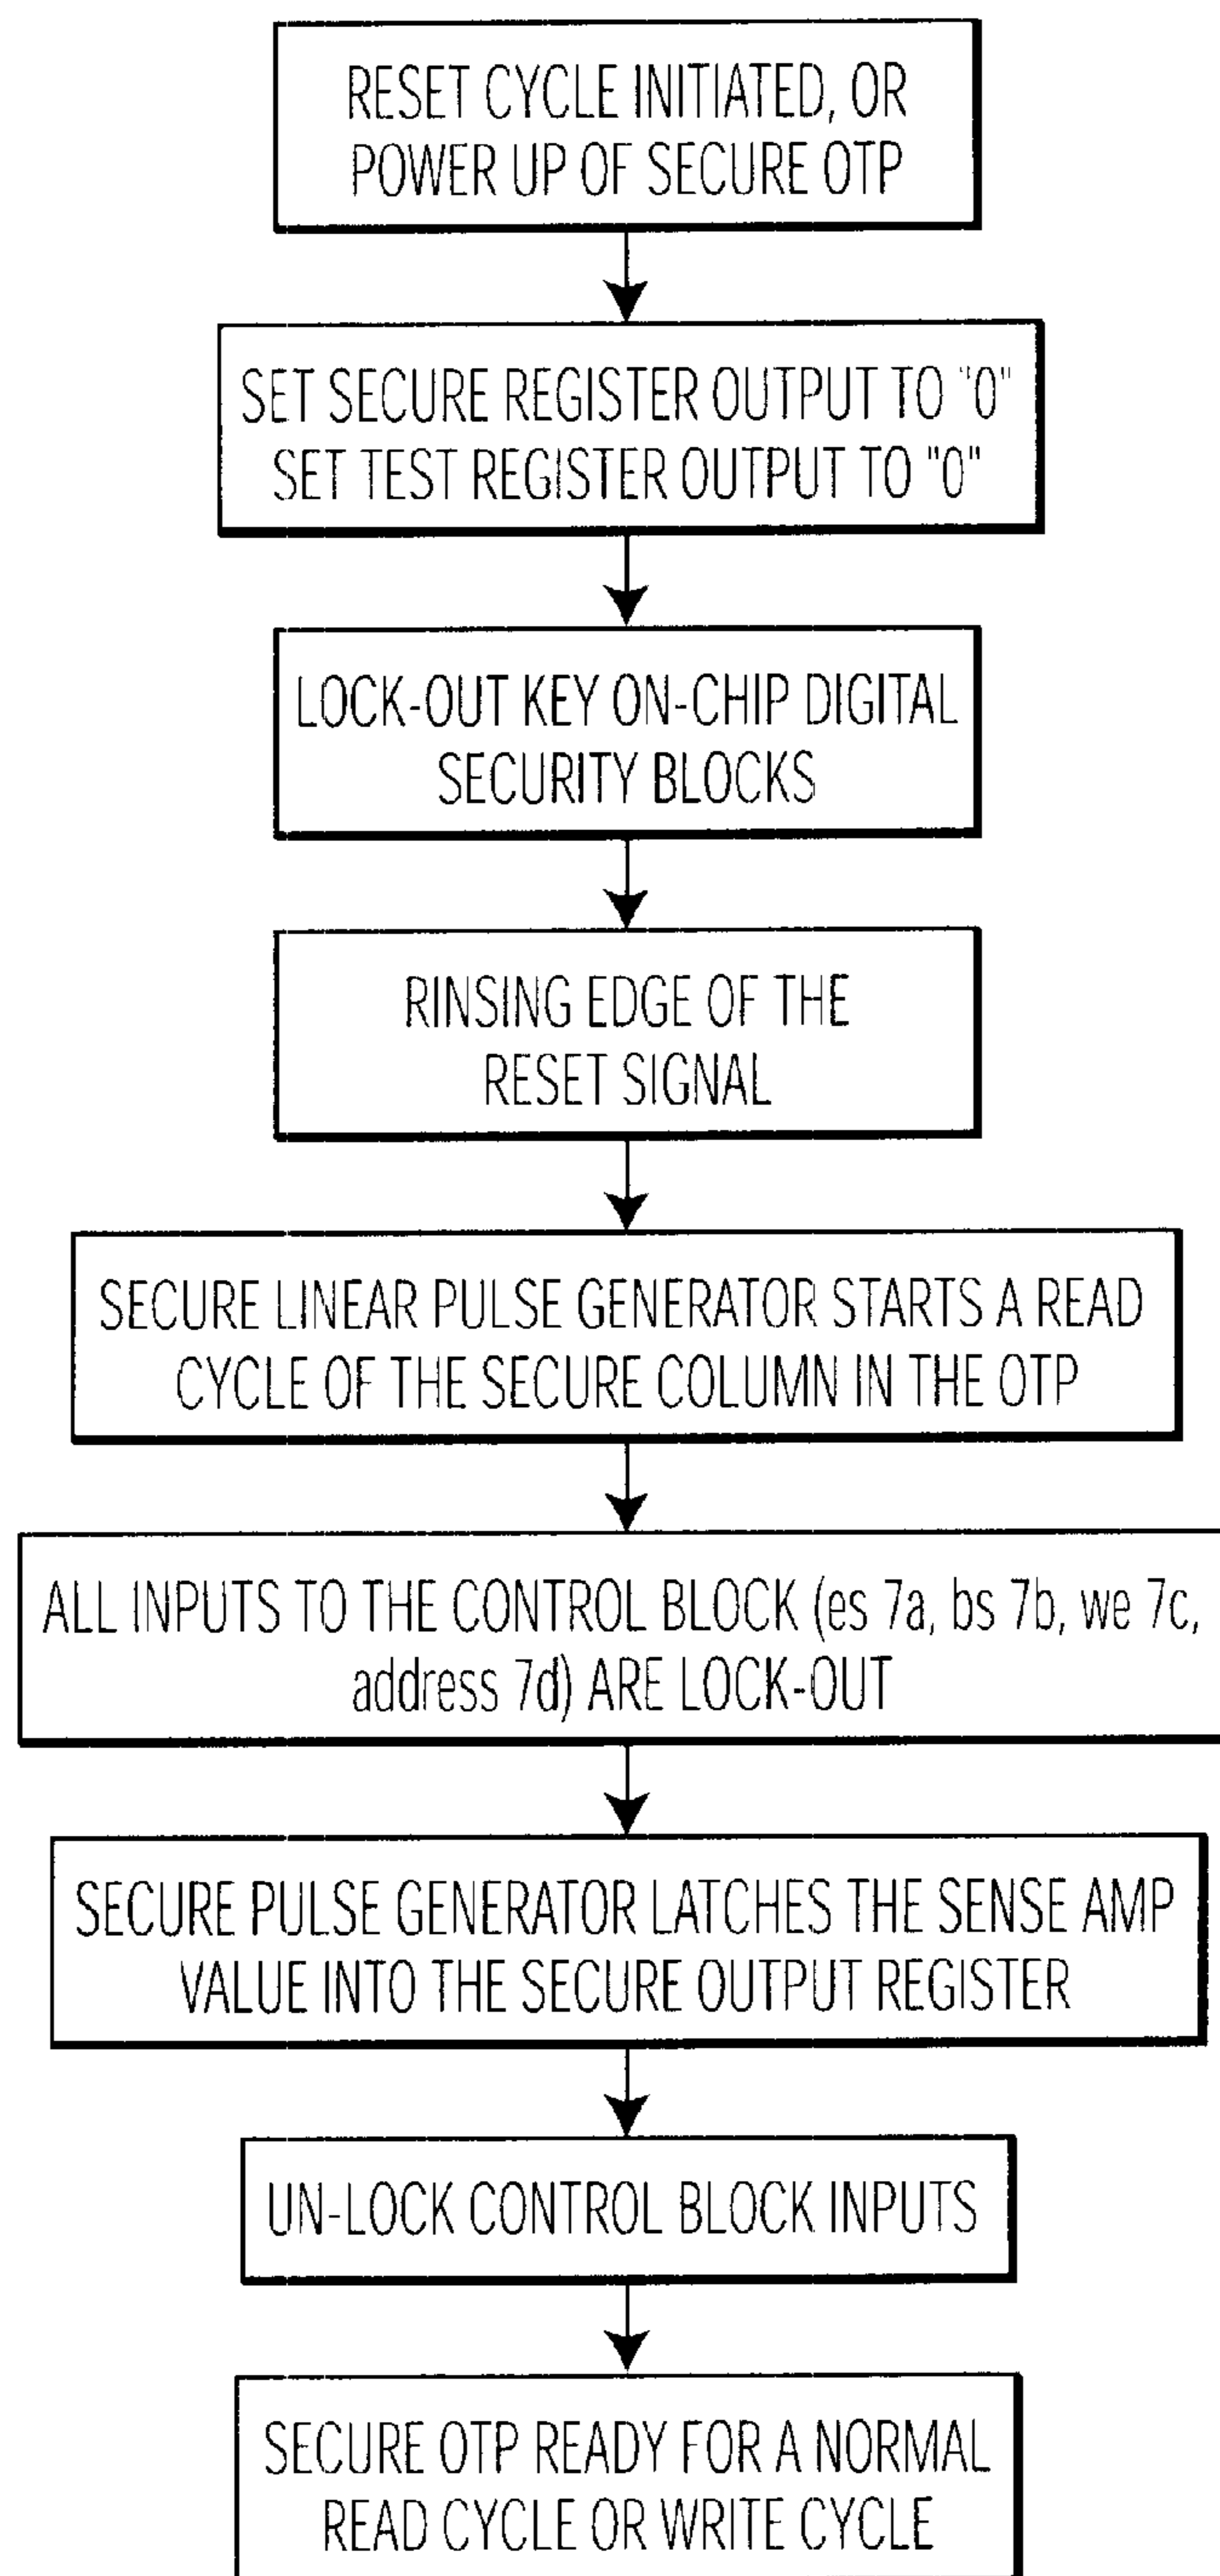 RESET CYCLE INITIATED, OR
POWER UP OF SECURE OTP
SET SECURE REGISTER OUTPUT TO "0"
SET TEST REGISTER OUTPUT TO "0"
LOCK-OUT KEY ON-CHIP DIGITAL
SECURITY BLOCKS
RINSING EDGE OF THE
RESET SIGNAL
SECURE LINEAR PULSE GENERATOR STARTS A READ
CYCLE OF THE SECURE COLUMN IN THE OTP
ALL INPUTS TO THE CONTROL BLOCK (es 7a, bs 7b, we 7c,
address 7d) ARE LOCK-OUT
SECURE PULSE GENERATOR LATCHES THE SENSE AMP
VALUE INTO THE SECURE OUTPUT REGISTER
UN-LOCK CONTROL BLOCK INPUTS
SECURE OTP READY FOR A NORMAL
READ CYCLE OR WRITE CYCLE